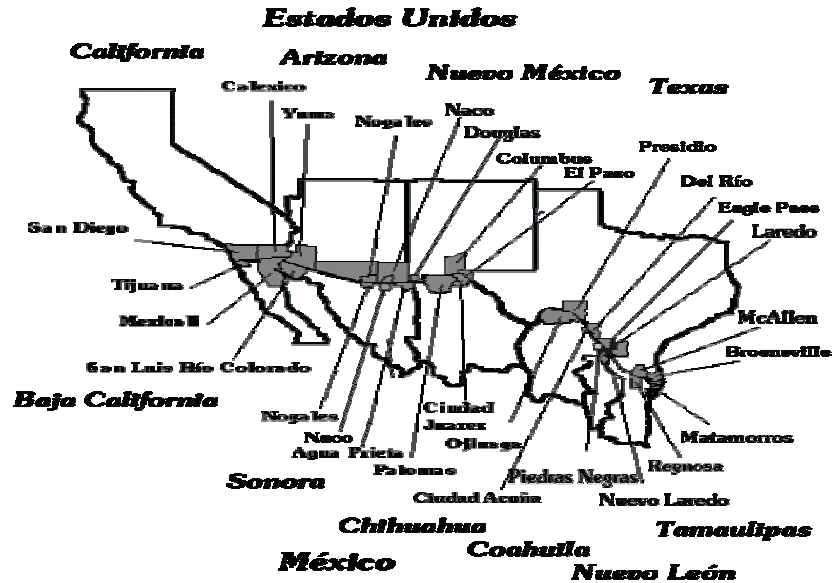 Estados Unidos
California
Arizona
Nuevo México
Texas
Calexico
Yuma
Nogales
Naco
Douglas
Columbus
El Paso
Presidio
Del Río
Eagle Pass
Laredo
San Diego
Tijuana
Mexicali
McAllen
Brownsville
San Luis Río Colorado
Baja California
Nogales
Naco
Agua Prieta
Palomas
Ciudad
Juarez
Ojinaga
Matamorros
Reynosa
Piedras Negras
Sonora
Ciudad Acuña
Nuevo Laredo
Chihuahua
Tamaulipas
Coahuila
México
Nuevo León